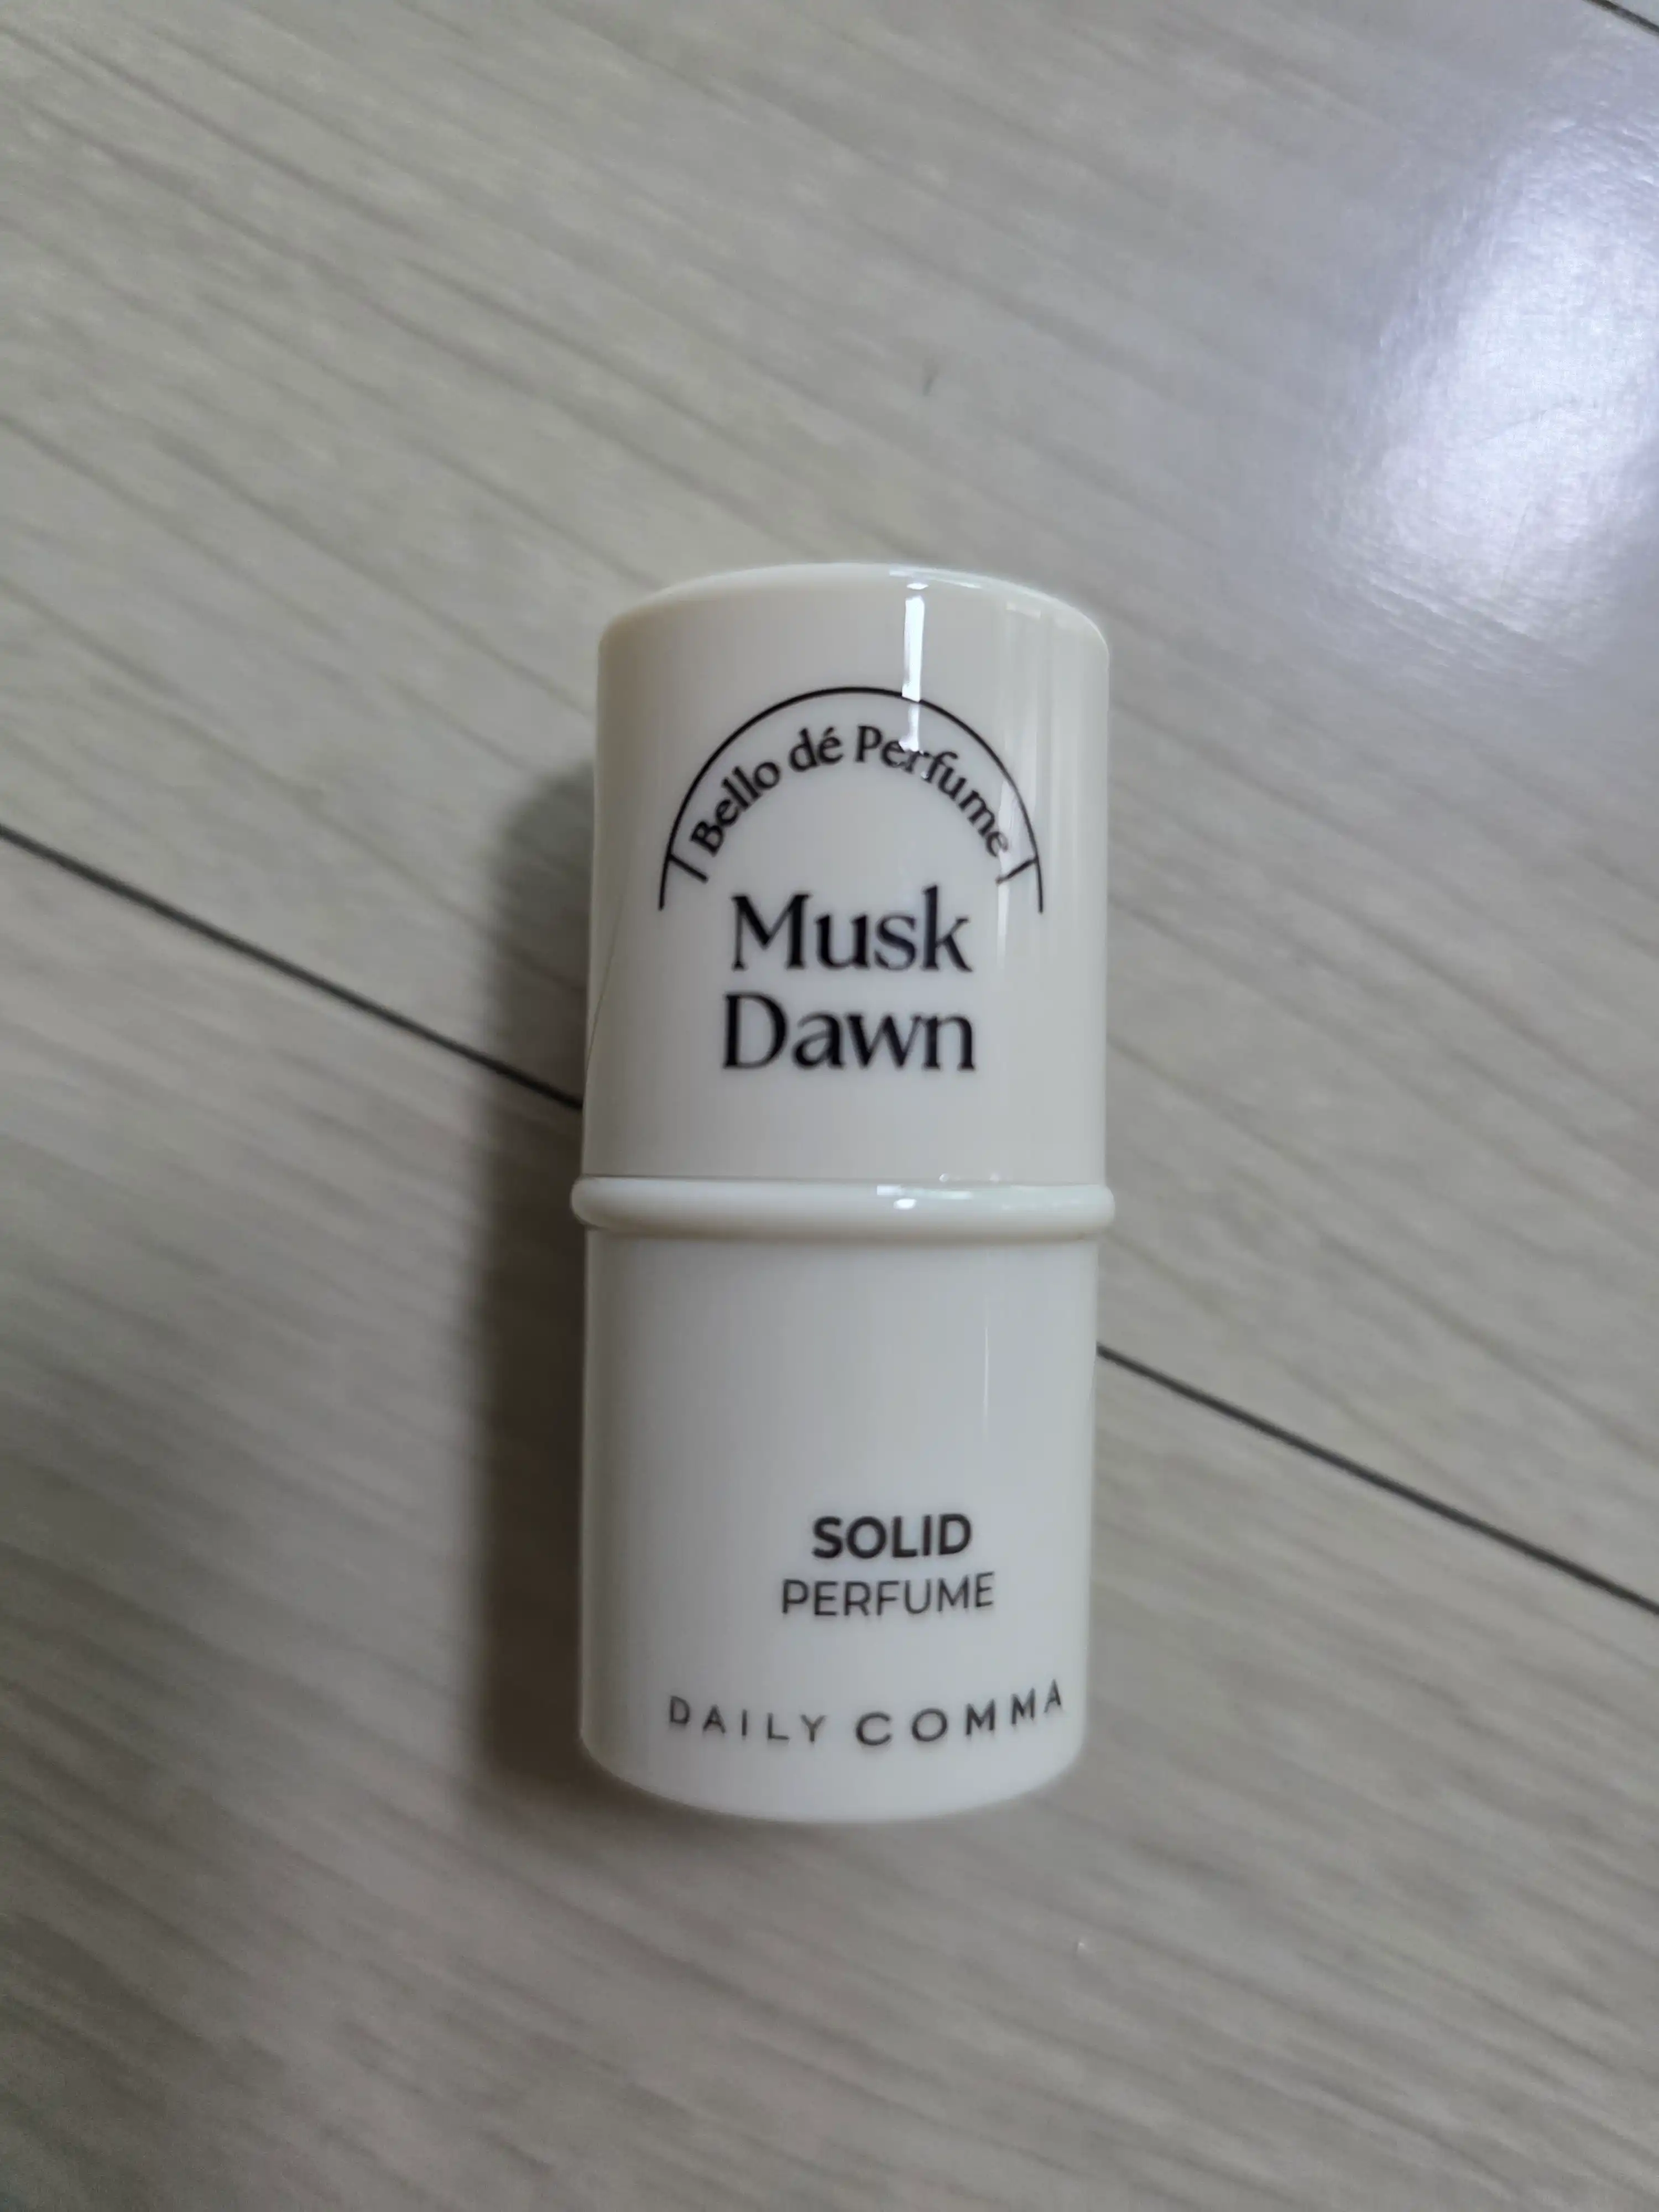 Bello dé Perfume
Musk
Dawn
SOLID
PERFUME
DAILY COMMA